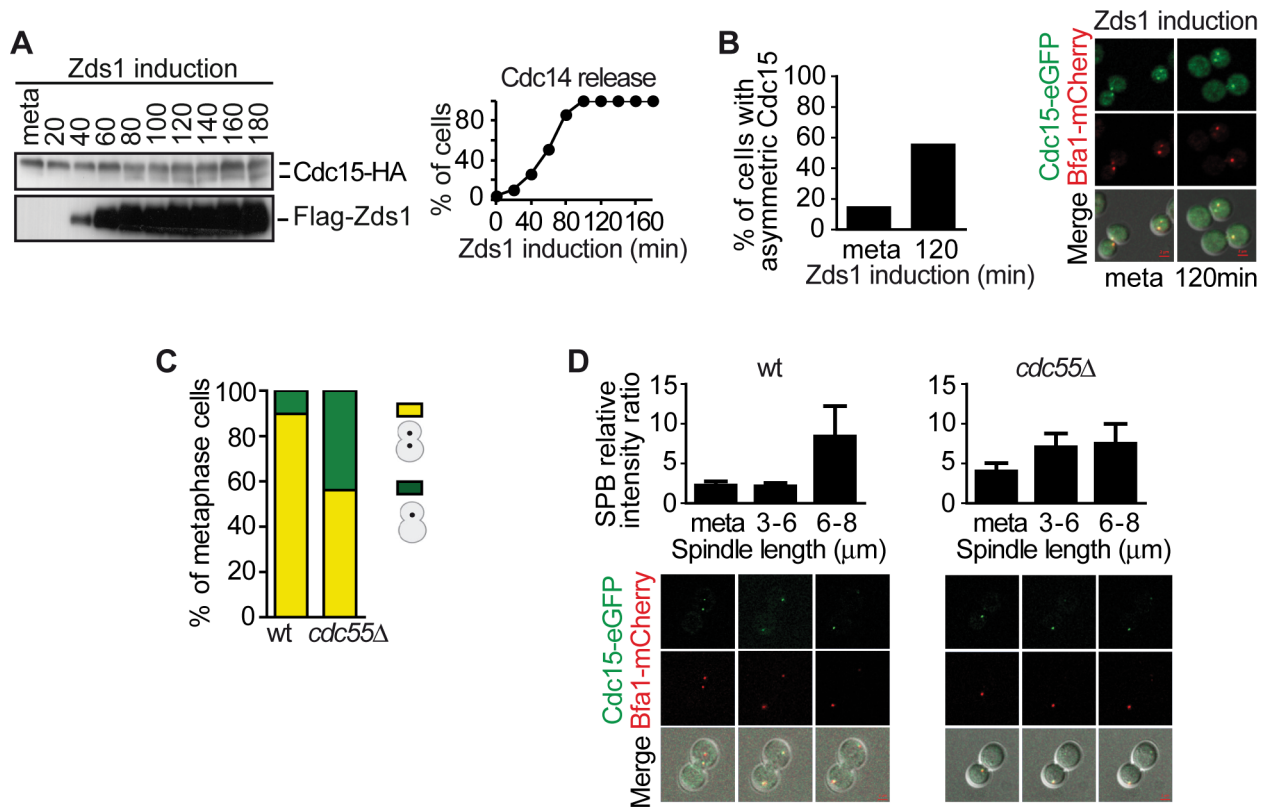 A
Zds1 induction
meta 20 40 60 80 100 120 140 160 180
Cdc15-HA
Flag-Zds1
Cdc14 release
% of cells
80
40
0
0 40 80 120 160
Zds1 induction (min)
B
% of cells with
asymmetric Cdc15
100
80
60
40
20
0
meta 120
Zds1 induction (min)
Zds1 induction
Cdc15-eGFP
Bfa1-mCherry
Merge
meta 120min
C
% of metaphase cells
100
80
60
40
20
0
wt cdc55Δ
D
wt
SPB relative
intensity ratio
15
10
5
0
meta 3-6 6-8
Spindle length (μm)
cdc55Δ
15
10
5
0
meta 3-6 6-8
Spindle length (μm)
Cdc15-eGFP
Bfa1-mCherry
Merge